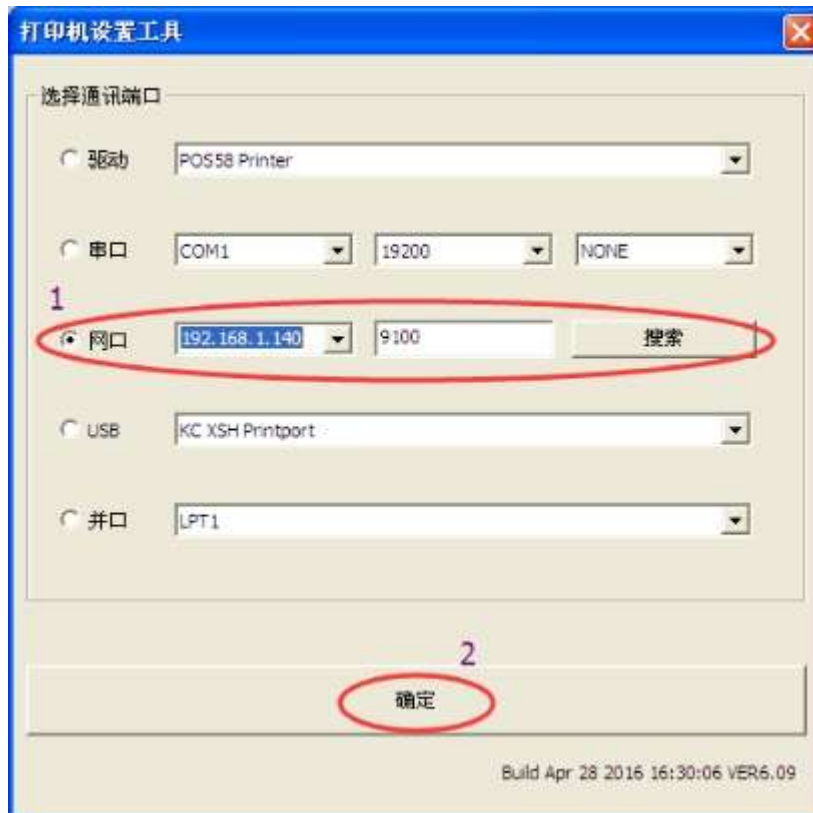 打印机设置工具
选择通讯端口
驱动 POS58 Printer
串口 COM1 19200 NONE
1
网口 192.168.1.140 9100 搜索
USB KC XSH Printport
并口 LPT1
2
确定
Build Apr 28 2016 16:30:06 VER6.09